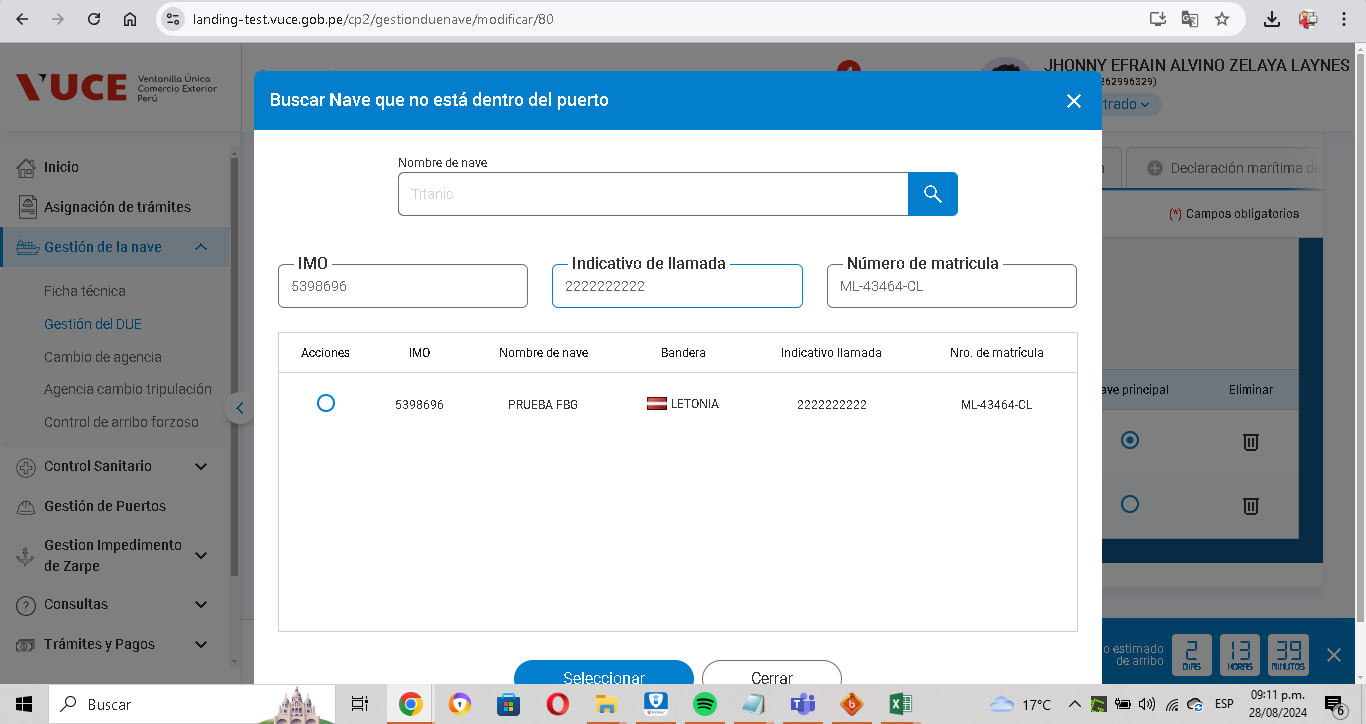 landing-test.vuce.gob.pe/cp2/gestionduenave/modificar/80
VUCE
Ventanilla Única
Comercio Exterior
Perú
JHONNY EFRAIN ALVINO ZELAYA LAYNES
262996329)
trado
Inicio
Asignación de trámites
Gestión de la nave
Ficha técnica
Gestión del DUE
Cambio de agencia
Agencia cambio tripulación
Control de arribo forzoso
Control Sanitario
Gestión de Puertos
Gestion Impedimento
de Zarpe
Consultas
Trámites y Pagos
Buscar Nave que no está dentro del puerto
Nombre de nave
Titanic
IMO
5398696
Indicativo de llamada
2222222222
Número de matricula
ML-43464-CL
Acciones IMO Nombre de nave Bandera Indicativo llamada Nro. de matrícula
5398696 PRUEBA FBG LETONIA 2222222222 ML-43464-CL
Seleccionar
Cerrar
Declaración marítima de
(*) Campos obligatorios
ave principal Eliminar
o estimado
de arribo
2 DIAS
13 HORAS
39 MINUTOS
Buscar
17°C
ESP
09:11 p.m.
28/08/2024
6